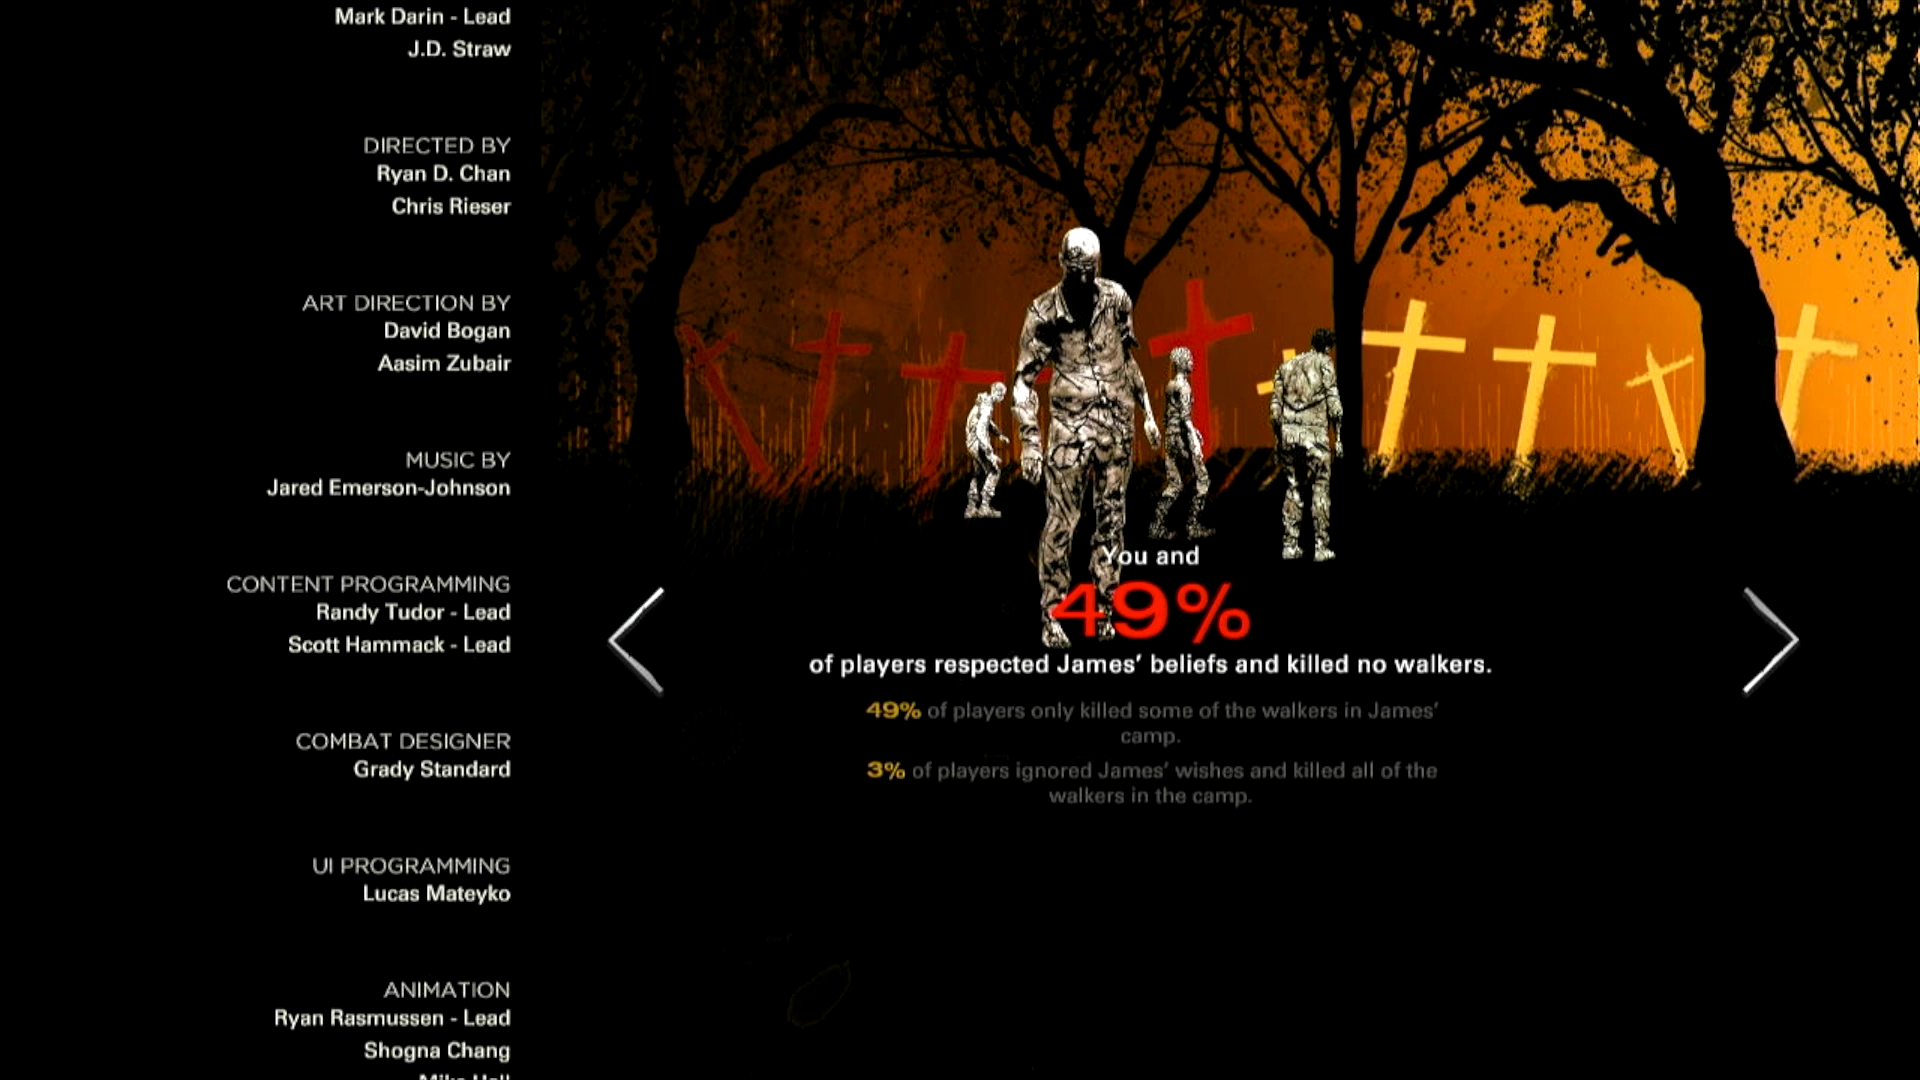 Mark Darin - Lead
J.D. Straw
DIRECTED BY
Ryan D. Chan
Chris Rieser
ART DIRECTION BY
David Bogan
Aasim Zubair
MUSIC BY
Jared Emerson-Johnson
CONTENT PROGRAMMING
Randy Tudor - Lead
Scott Hammack - Lead
COMBAT DESIGNER
Grady Standard
UI PROGRAMMING
Lucas Mateyko
ANIMATION
Ryan Rasmussen - Lead
Shogna Chang
You and
49%
of players respected James’ beliefs and killed no walkers.
49% of players only killed some of the walkers in James’
camp.
3% of players ignored James’ wishes and killed all of the
walkers in the camp.